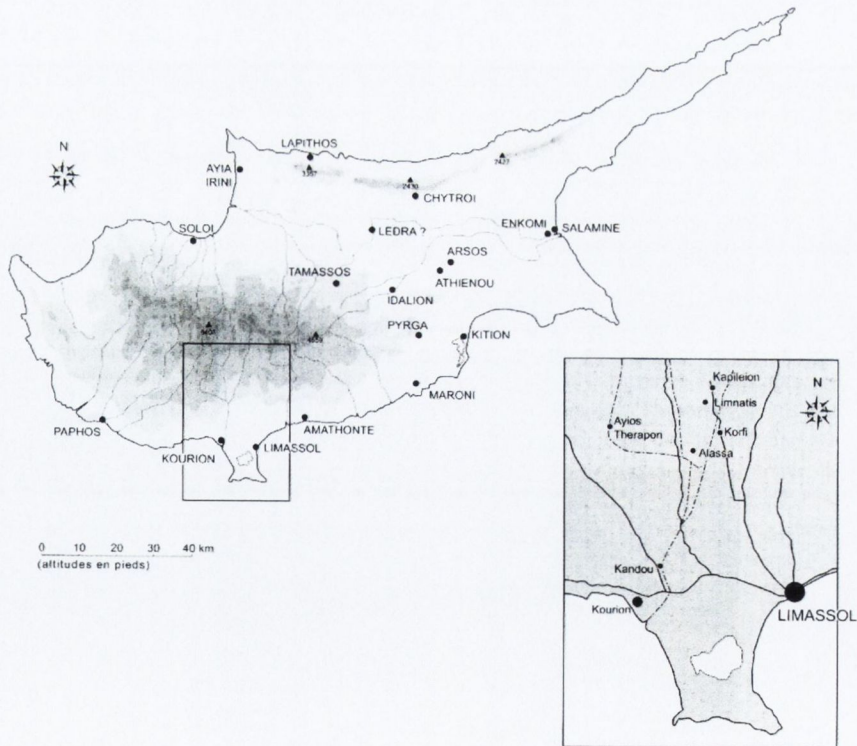 N
LAPITHOS
AYIA
IRINI
CHYTROI
SOLOI
LEDRA ?
ENKOMI
SALAMINE
ARSOS
ATHIENOU
TAMASSOS
IDALION
PYRGA
KITION
MARONI
PAPHOS
AMATHONTE
KOURION
LIMASSOL
0 10 20 30 40 km
(altitudes en pieds)
Kapileion
N
Limnatis
Ayios
Therapon
Korfi
Alassa
Kandou
Kourion
LIMASSOL